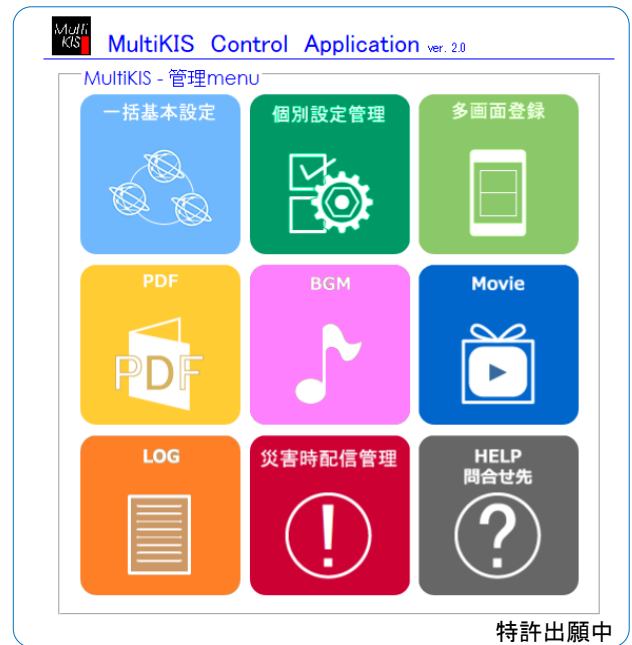 Multi
KIS
MultiKIS Control Application ver. 2.0
MultiKIS - 管理menu
一括基本設定
個別設定管理
多画面登録
PDF
PDF
BGM
Movie
LOG
災害時配信管理
HELP
問合せ先
特許出願中